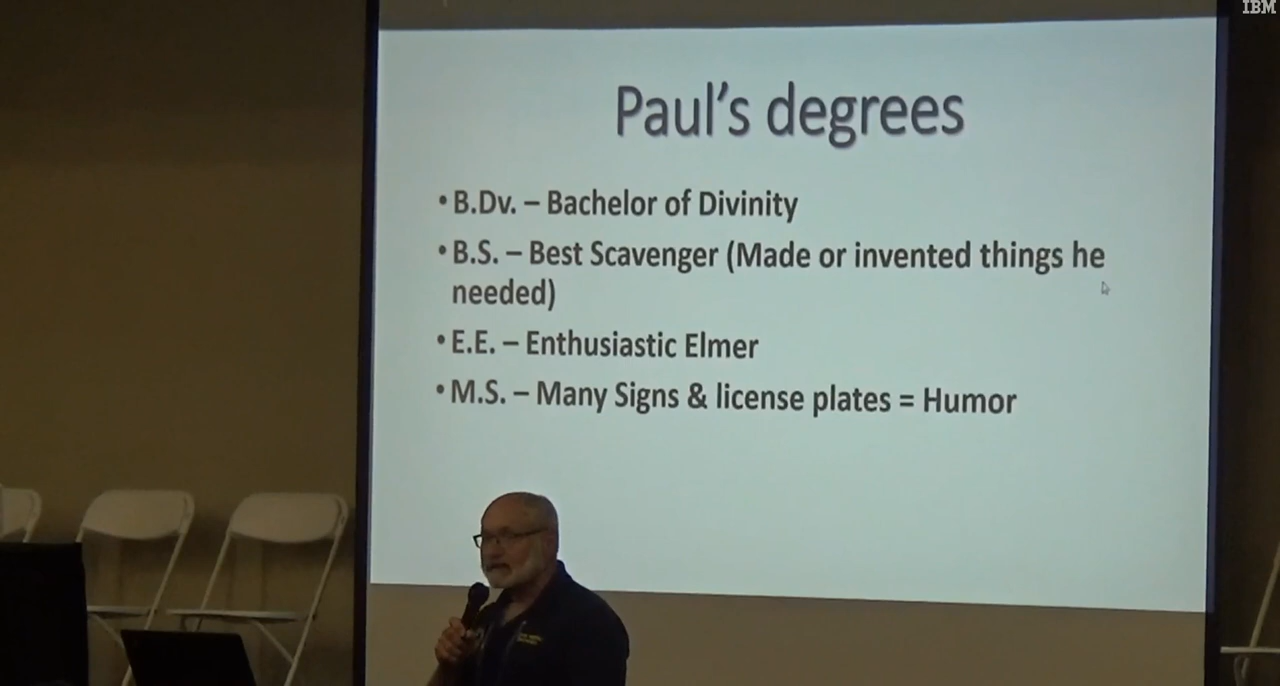 IBM
Paul's degrees
• B.Dv. – Bachelor of Divinity
• B.S. – Best Scavenger (Made or invented things he
needed)
• E.E. – Enthusiastic Elmer
• M.S. – Many Signs & license plates = Humor